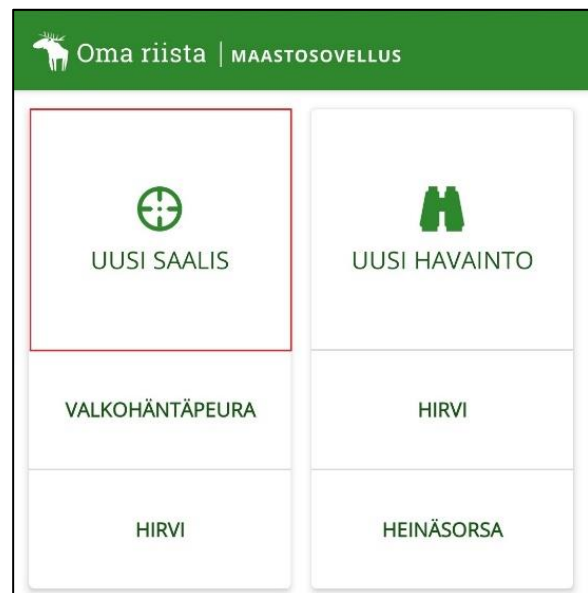 Oma riista | MAASTOSOVELLUS
UUSI SAALIS
VALKOHÄNTÄPEURA
HIRVI
UUSI HAVAINTO
HIRVI
HEINÄSORSA